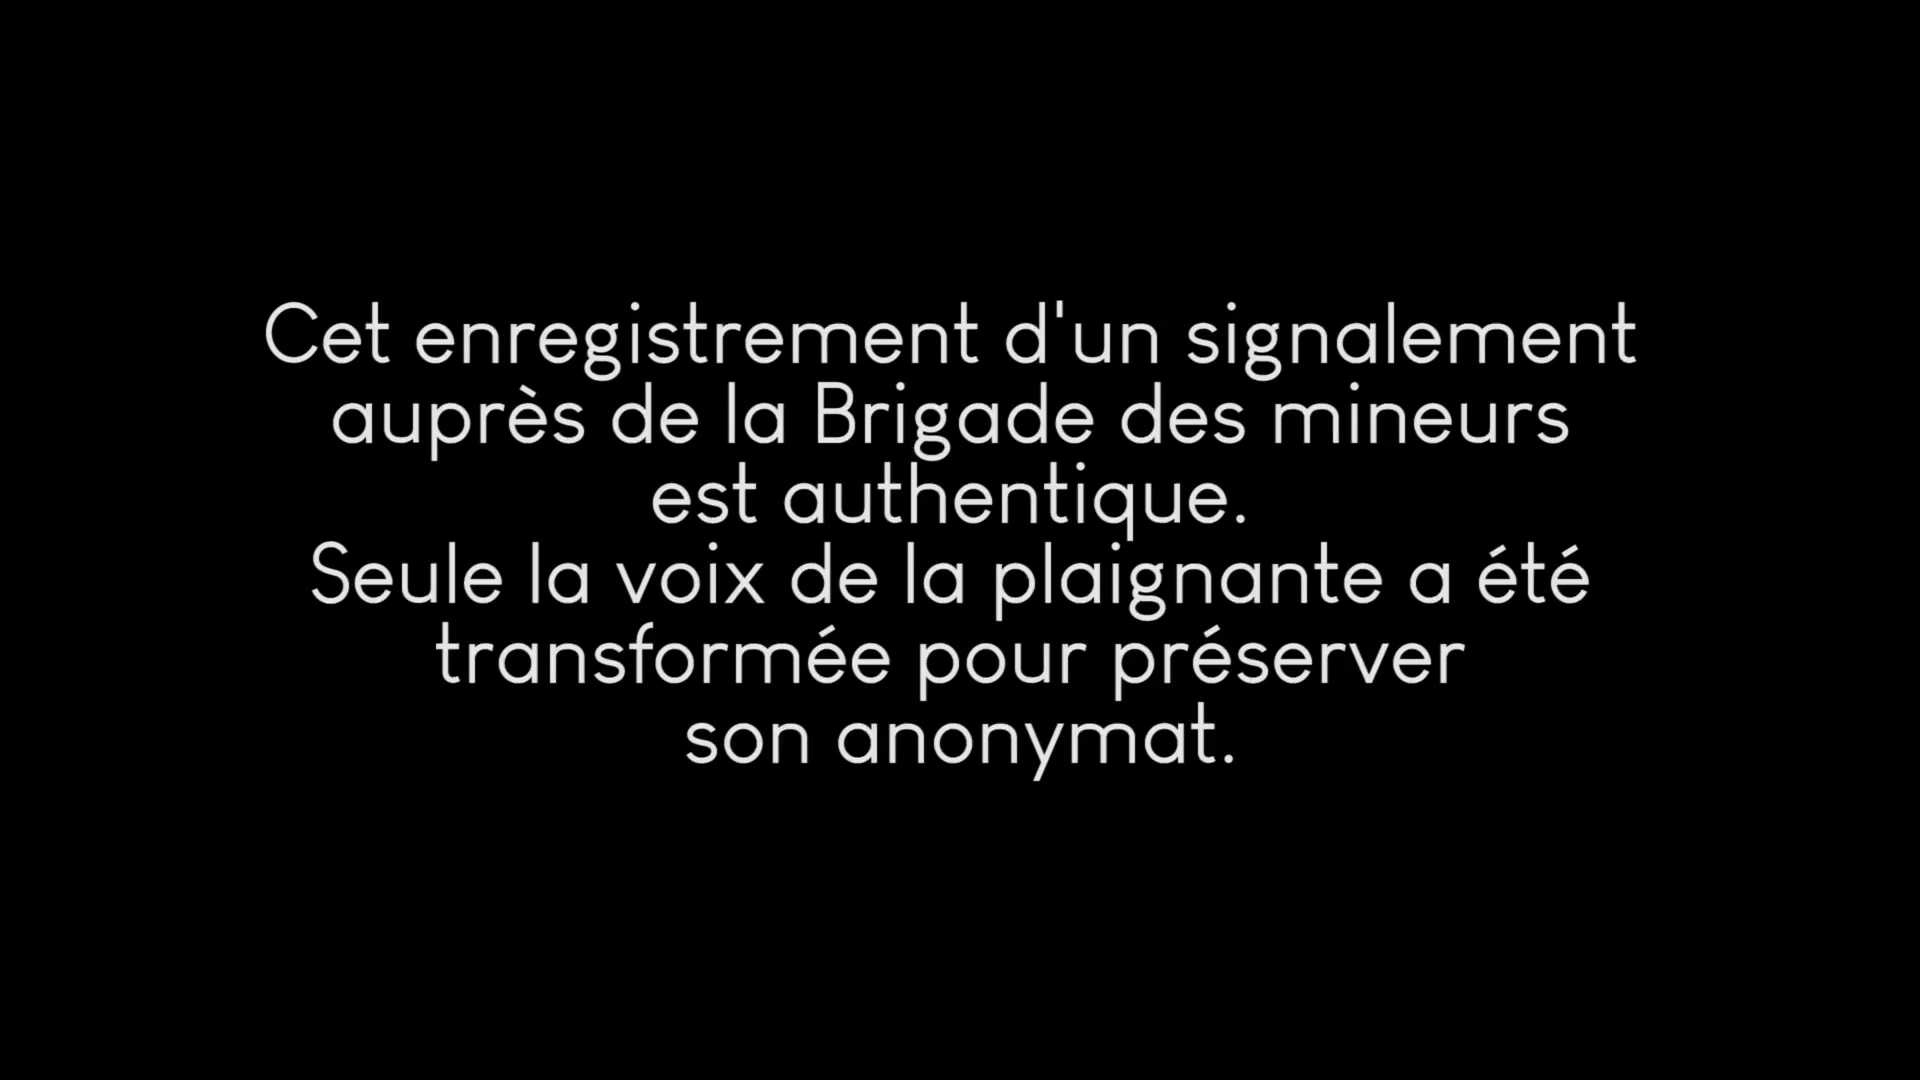 Cet enregistrement d'un signalement
auprès de la Brigade des mineurs
est authentique.
Seule la voix de la plaignante a été
transformée pour préserver
son anonymat.